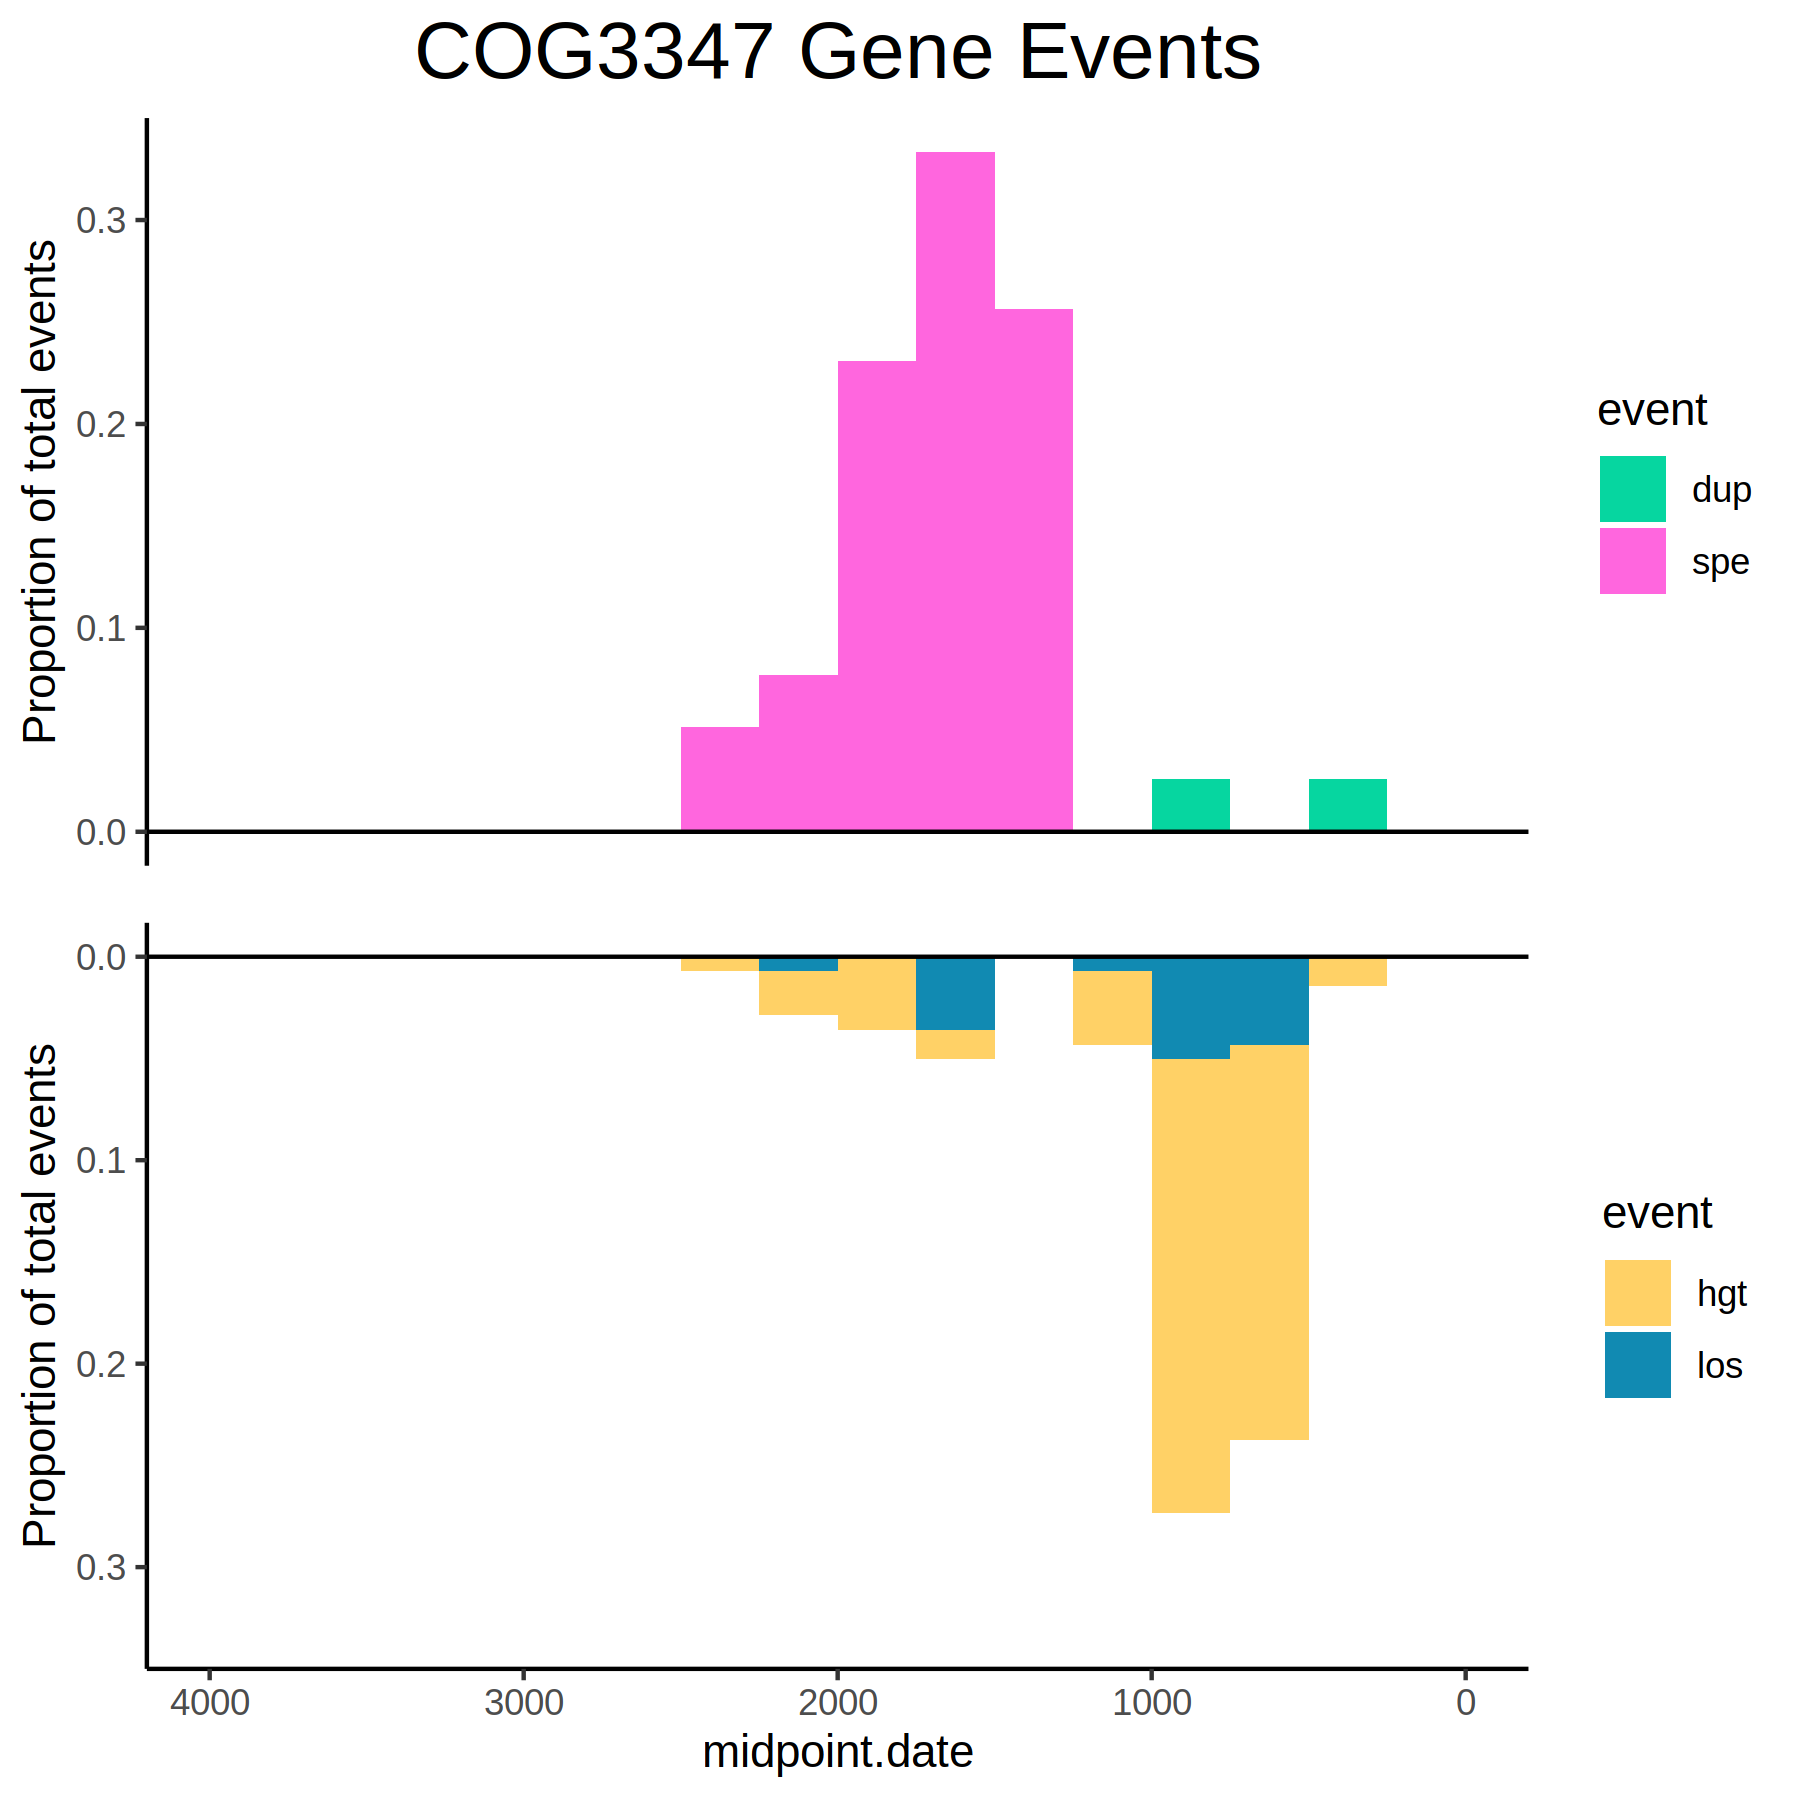 COG3347 Gene Events
Proportion of total events
0.3
0.2
0.1
0.0
event
dup
spe
Proportion of total events
0.0
0.1
0.2
0.3
event
hgt
los
4000 3000 2000 1000 0
midpoint.date